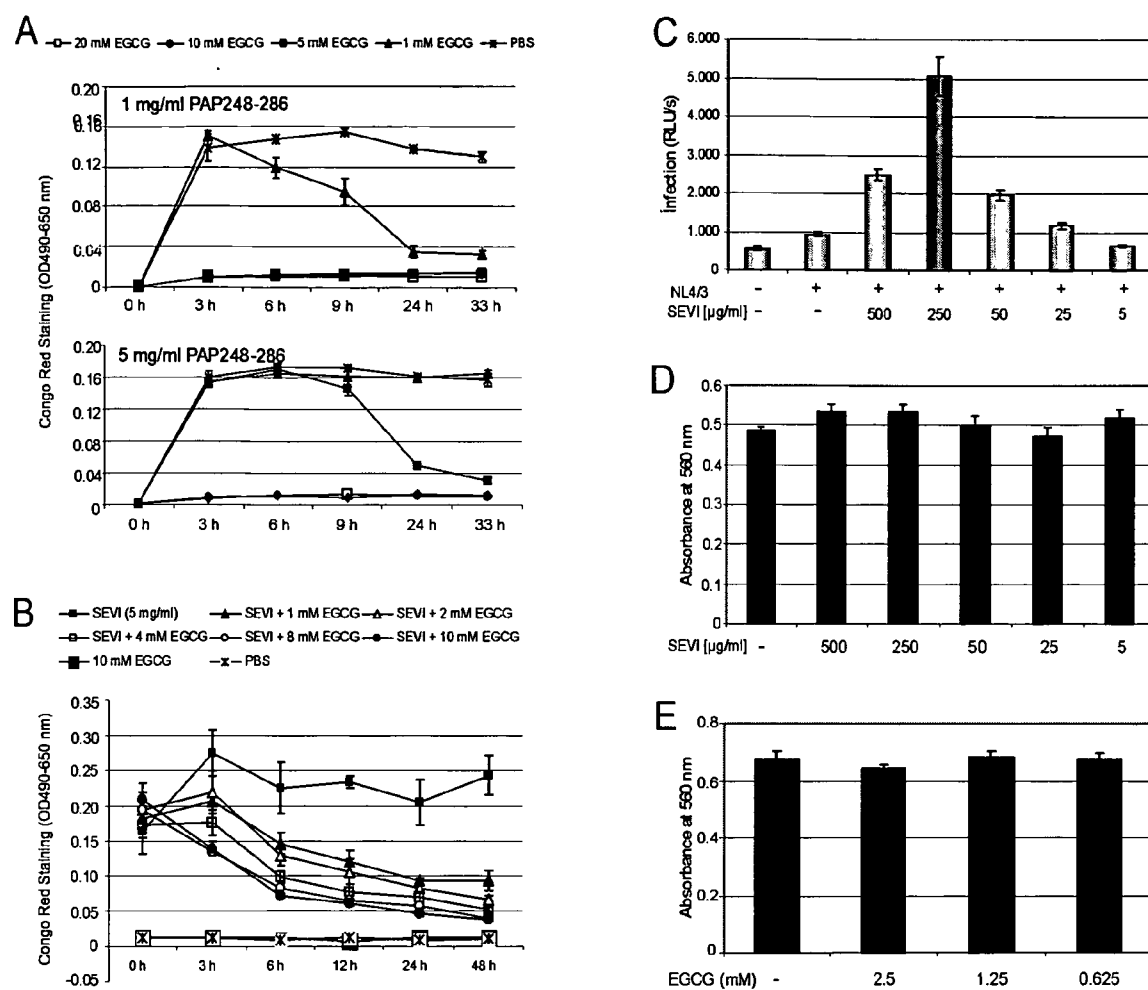 A
20 mM EGCG 10 mM EGCG 5 mM EGCG 1 mM EGCG PBS
Congo Red Staining (OD490-650 nm)
1 mg/ml PAP248-286
0.20
0.16
0.12
0.08
0.04
0
0 h 3 h 6 h 9 h 24 h 33 h
5 mg/ml PAP248-286
0.20
0.16
0.12
0.08
0.04
0
0 h 3 h 6 h 9 h 24 h 33 h
B
SEVI (5 mg/ml) SEVI + 1 mM EGCG SEVI + 2 mM EGCG
SEVI + 4 mM EGCG SEVI + 8 mM EGCG SEVI + 10 mM EGCG
10 mM EGCG PBS
Congo Red Staining (OD490-650 nm)
0.35
0.30
0.25
0.20
0.15
0.10
0.05
0
-0.05
0 h 3 h 6 h 12 h 24 h 48 h
C
Infection (RLU/s)
6.000
5.000
4.000
3.000
2.000
1.000
0
NL4/3 - + + + + + +
SEVI [µg/ml] - - 500 250 50 25 5
D
Absorbance at 560 nm
0.6
0.5
0.4
0.3
0.2
0.1
0
SEVI [µg/ml] - 500 250 50 25 5
E
Absorbance at 560 nm
0.8
0.6
0.4
0.2
0
EGCG (mM) - 2.5 1.25 0.625